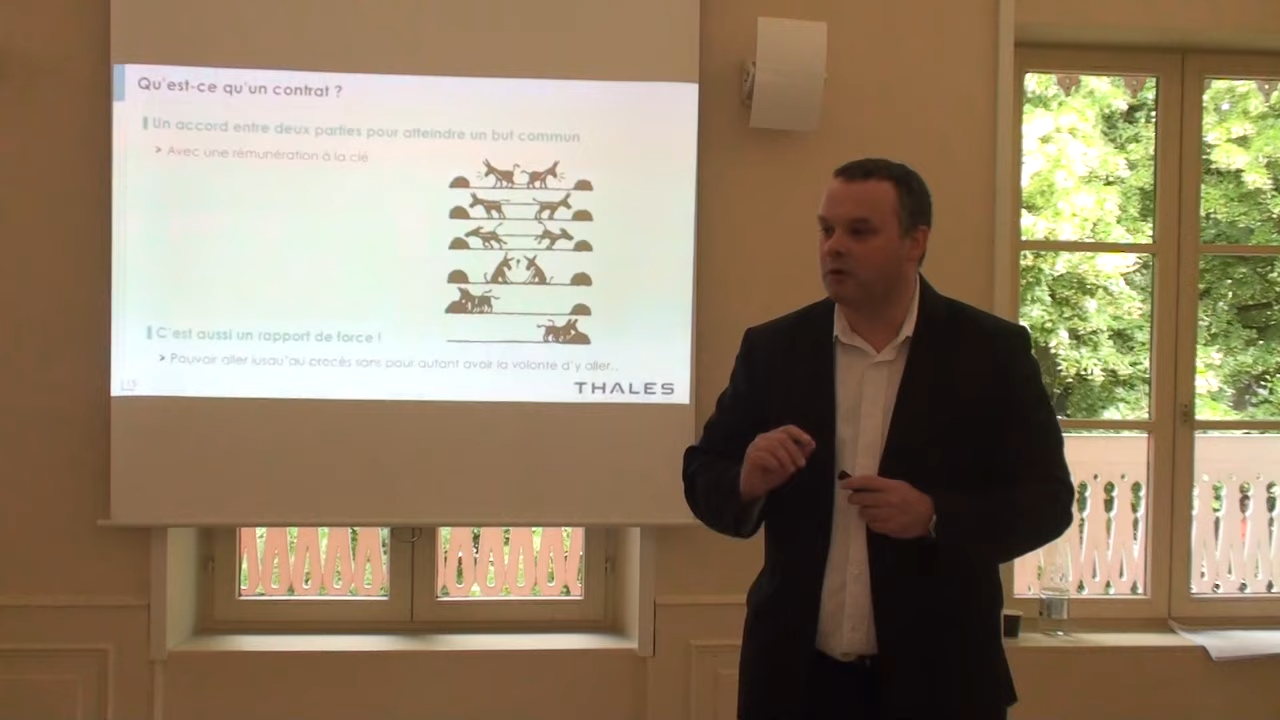 Qu'est-ce qu'un contrat ?
Un accord entre deux parties pour atteindre un but commun
> Avec une rémunération à la clé
C'est aussi un rapport de force !
> Pouvoir aller jusqu'au procès sans pour autant avoir la volonté d'y aller..
THALES